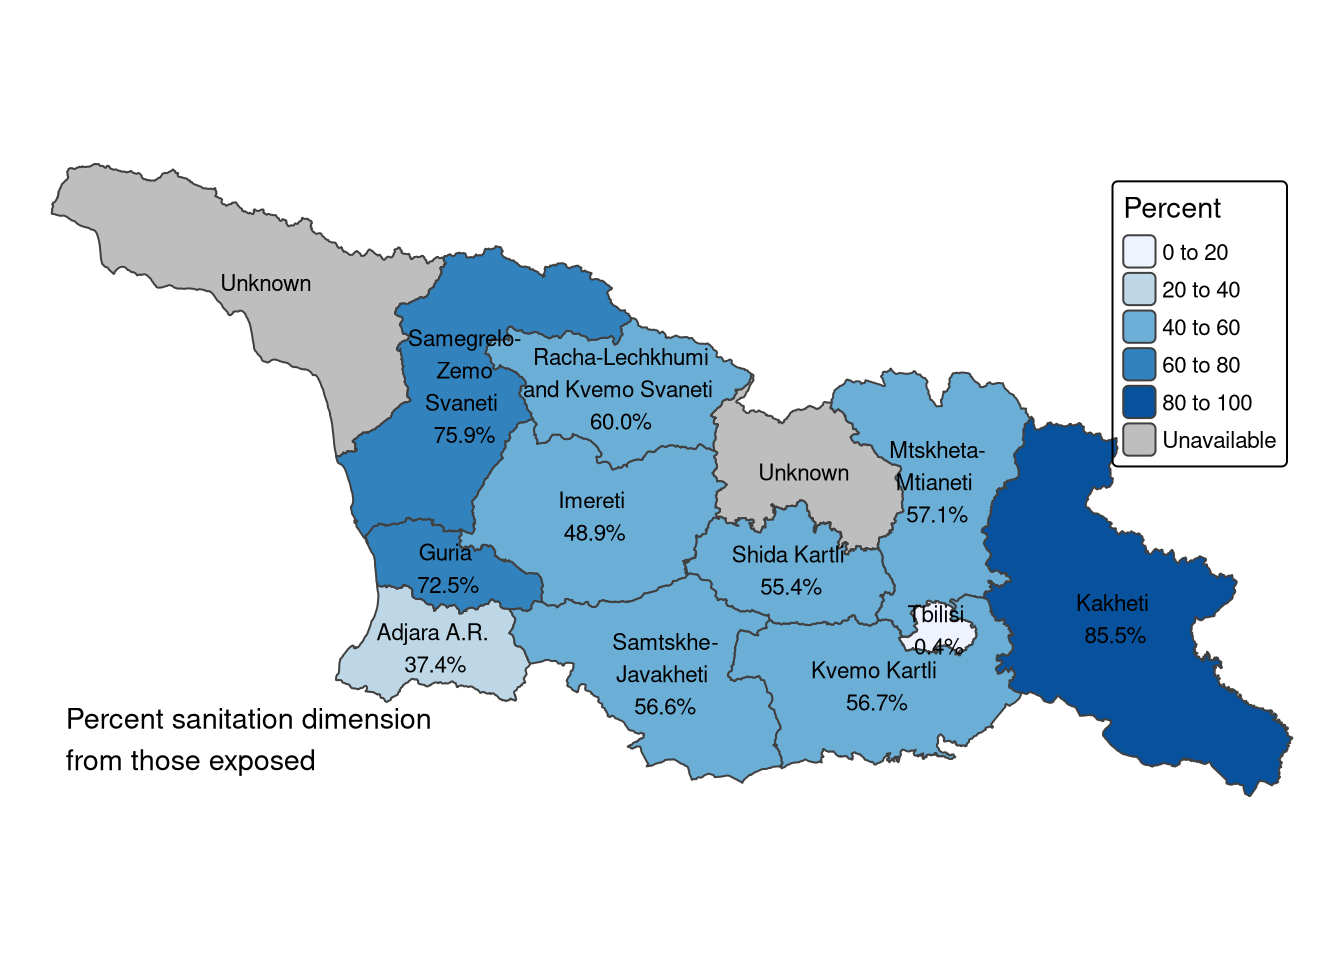 Percent
0 to 20
20 to 40
40 to 60
60 to 80
80 to 100
Unavailable
Unknown
Samegrelo-
Zemo
Svaneti
75.9%
Racha-Lechkhumi
and Kvemo Svaneti
60.0%
Unknown
Mtskheta-
Mtianeti
57.1%
Imereti
48.9%
Guria
72.5%
Shida Kartli
55.4%
Kakheti
85.5%
Tbilisi
0.4%
Adjara A.R.
37.4%
Samtskhe-
Javakheti
56.6%
Kvemo Kartli
56.7%
Percent sanitation dimension
from those exposed